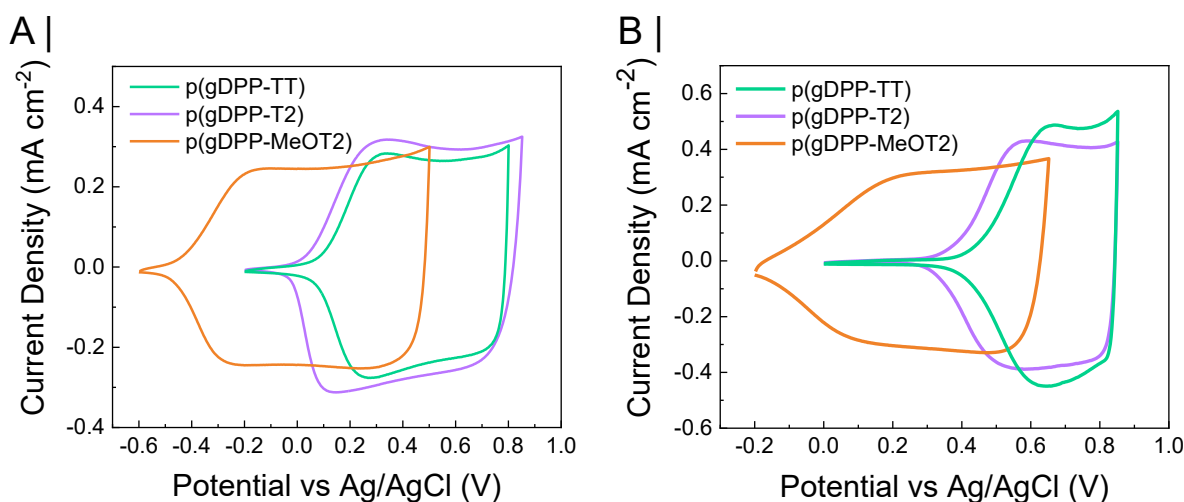 A |
p(gDPP-TT)
p(gDPP-T2)
p(gDPP-MeOT2)
0.4
0.2
0.0
-0.2
-0.4
Current Density (mA cm-2)
-0.6 -0.4 -0.2 0.0 0.2 0.4 0.6 0.8 1.0
Potential vs Ag/AgCl (V)
B |
p(gDPP-TT)
p(gDPP-T2)
p(gDPP-MeOT2)
0.6
0.4
0.2
0.0
-0.2
-0.4
-0.6
Current Density (mA cm-2)
-0.2 0.0 0.2 0.4 0.6 0.8 1.0
Potential vs Ag/AgCl (V)